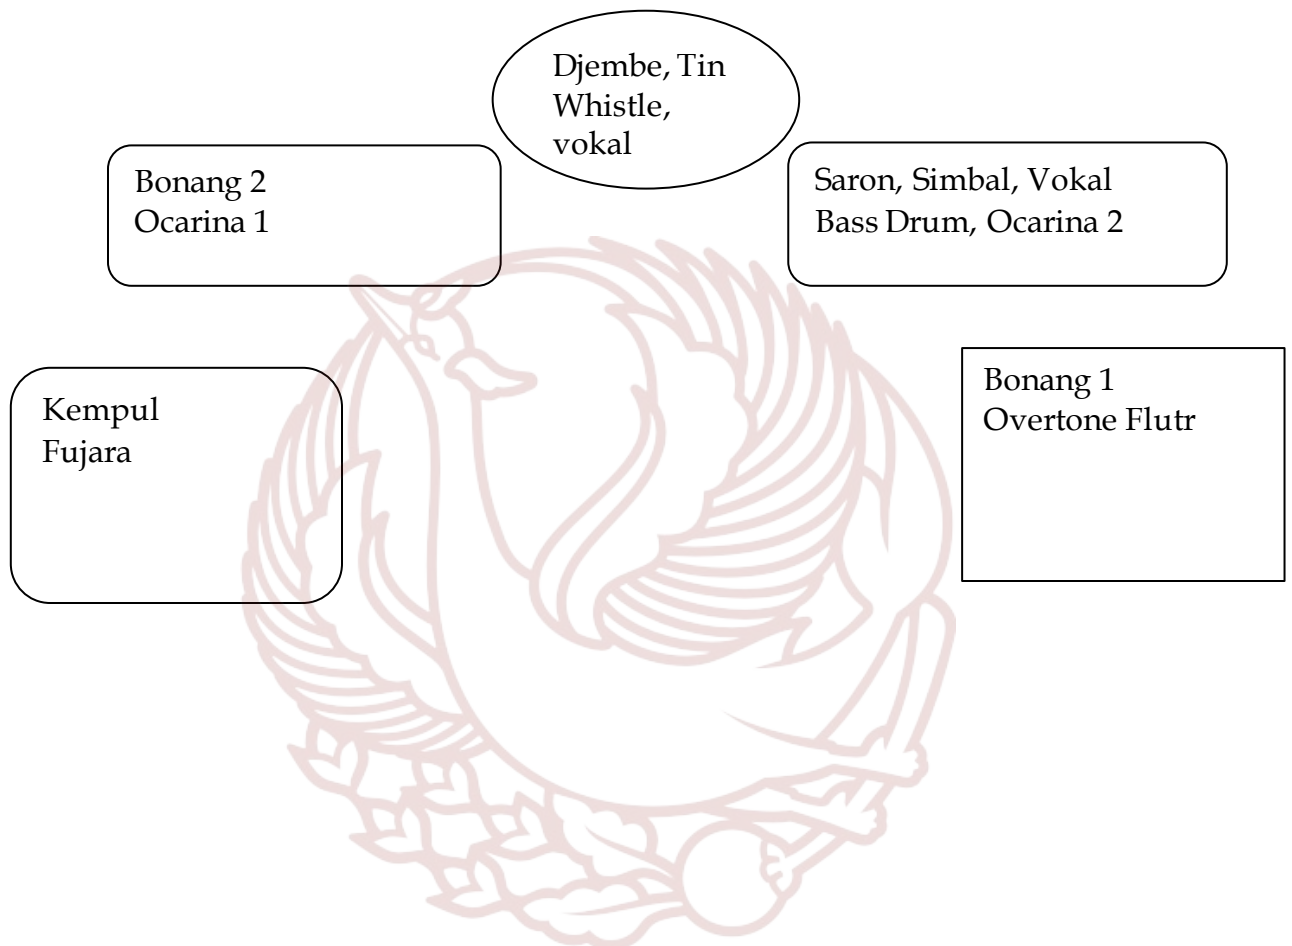 Djembe, Tin
Whistle,
vokal
Bonang 2
Ocarina 1
Saron, Simbal, Vokal
Bass Drum, Ocarina 2
Kempul
Fujara
Bonang 1
Overtone Flutr